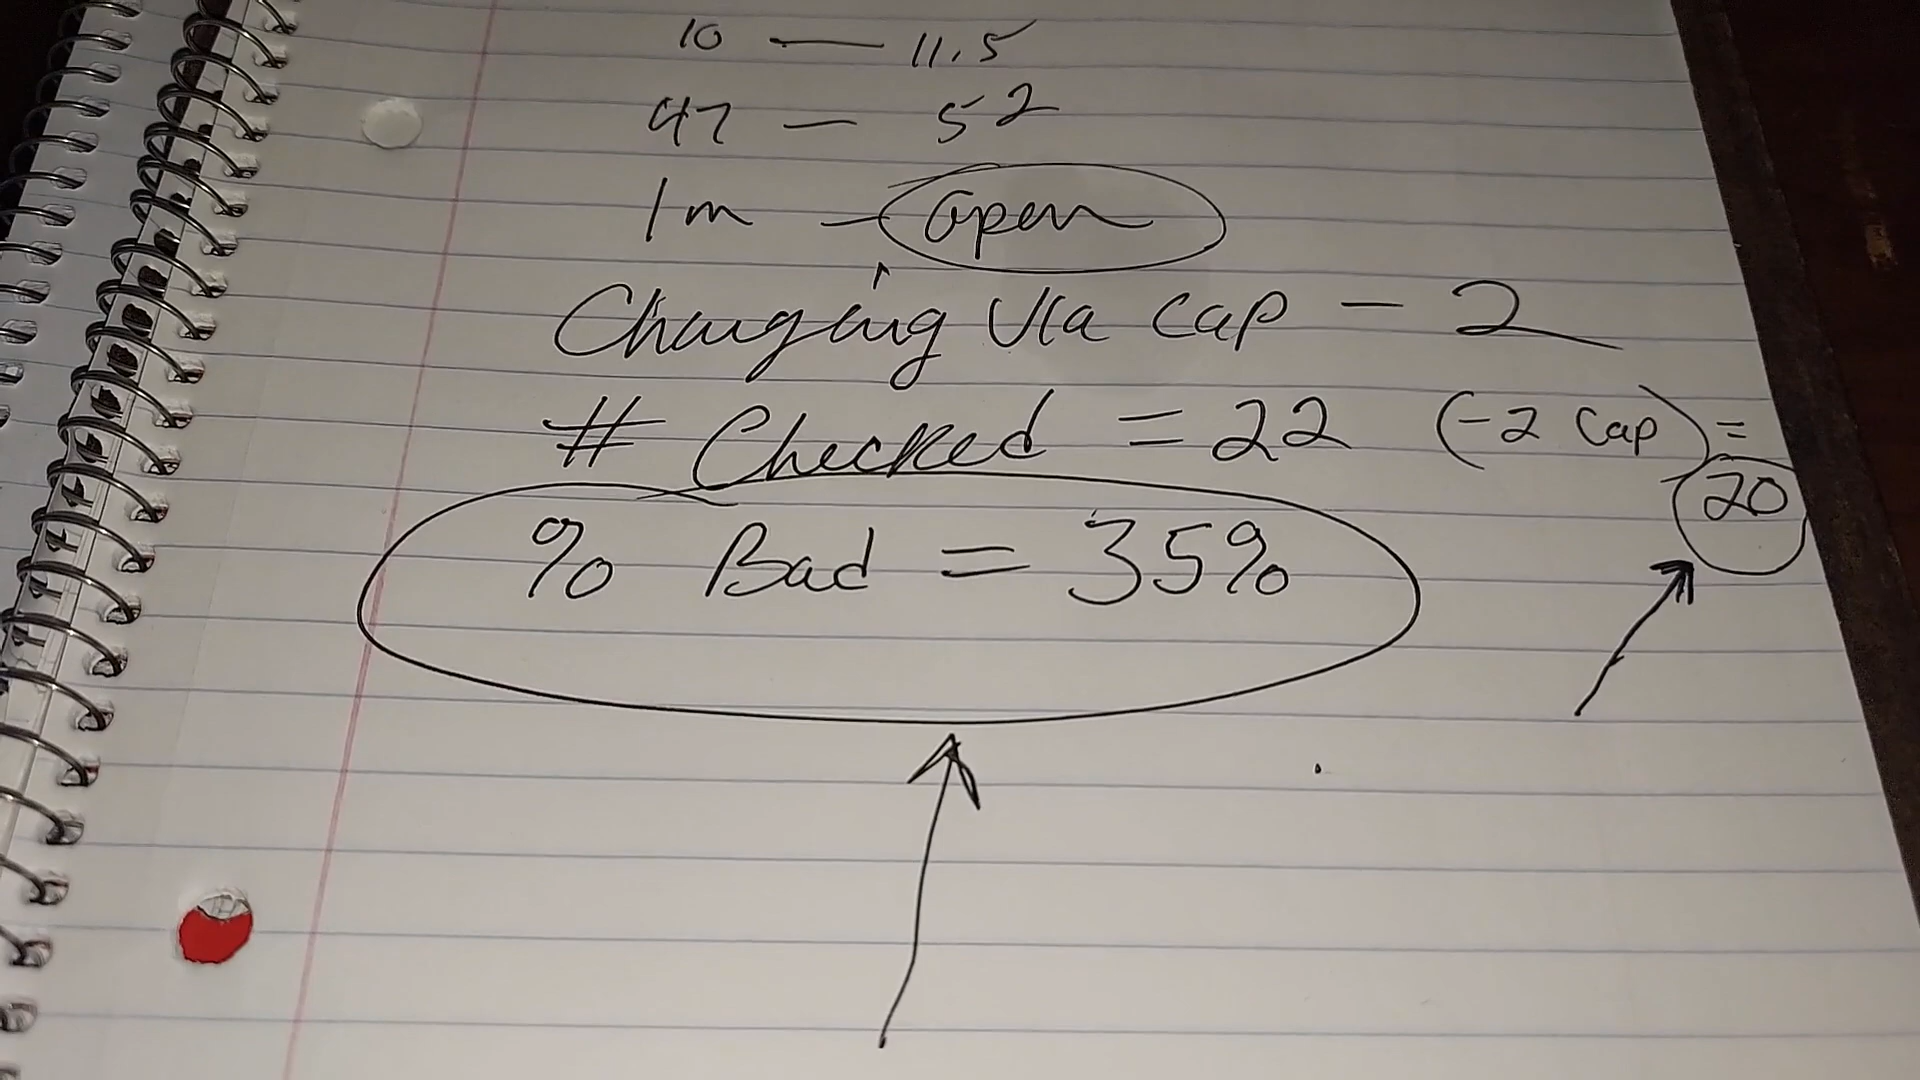 10 — 11.5
47 — 52
1m — open
Charging via cap — 2
# Checked = 22 (-2 cap) =
20
% Bad = 35%